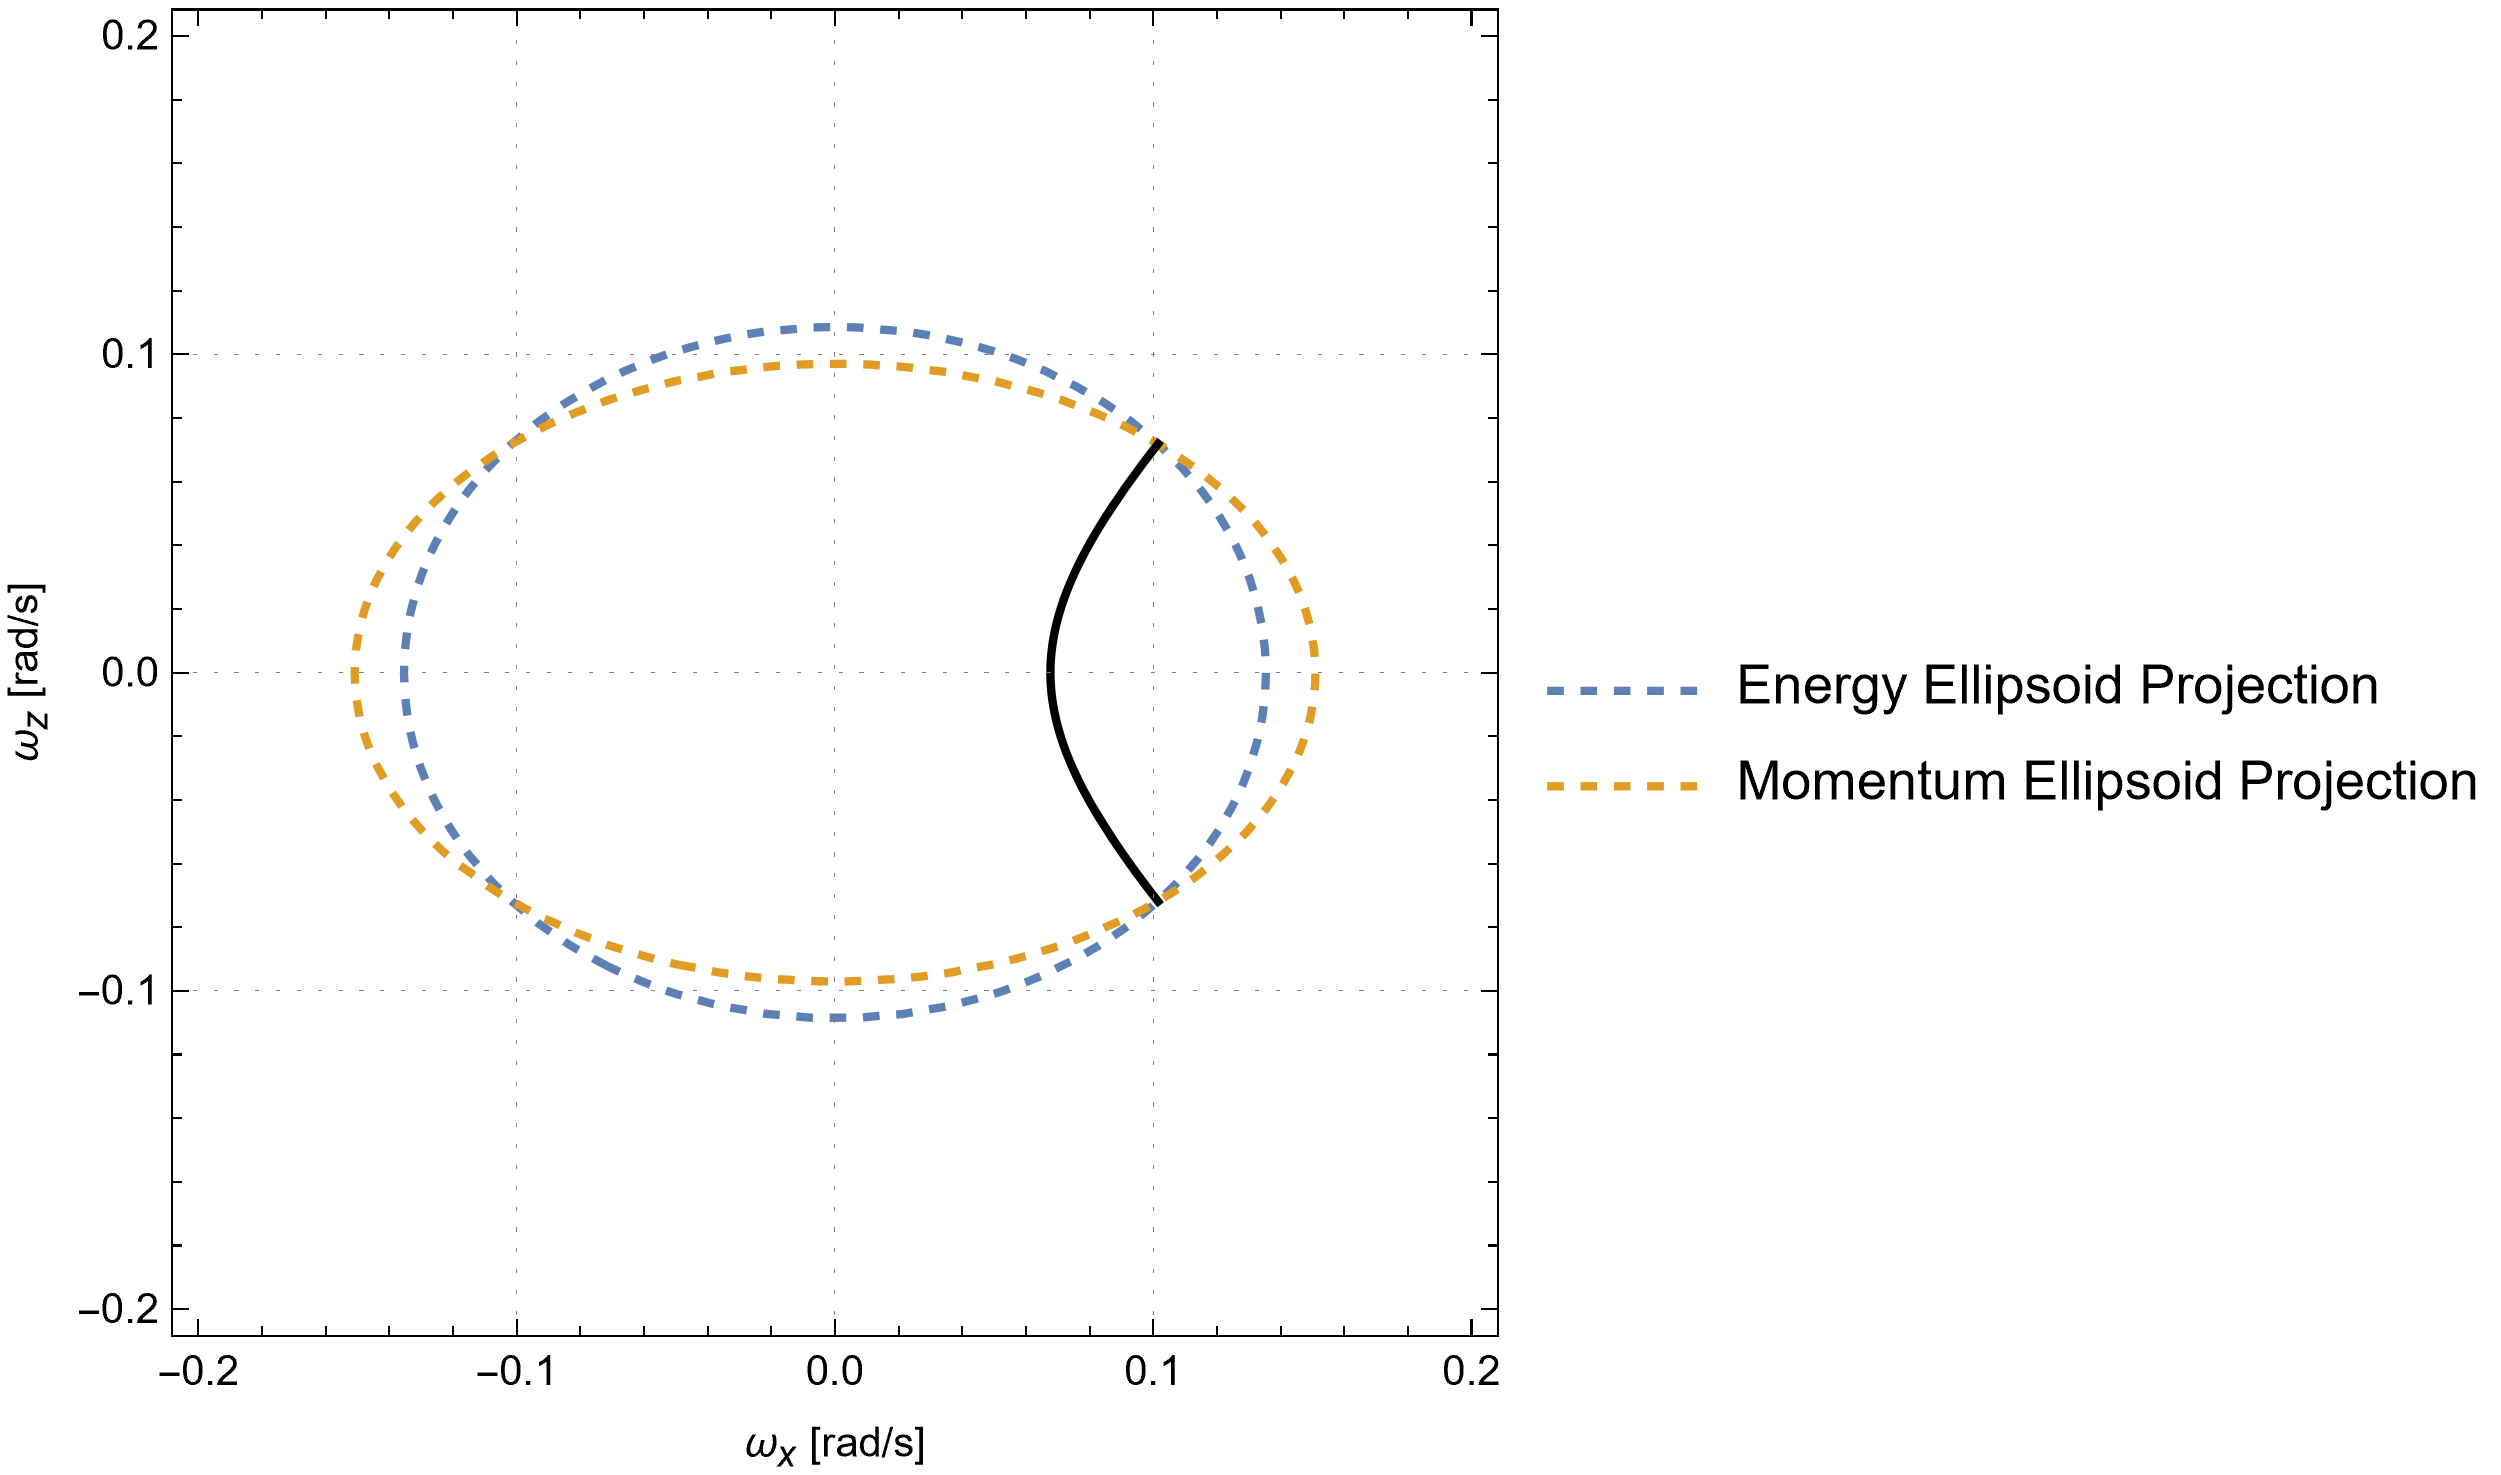 0.2
0.1
0.0
−0.1
−0.2
ωz [rad/s]
−0.2 −0.1 0.0 0.1 0.2
ωx [rad/s]
Energy Ellipsoid Projection
Momentum Ellipsoid Projection